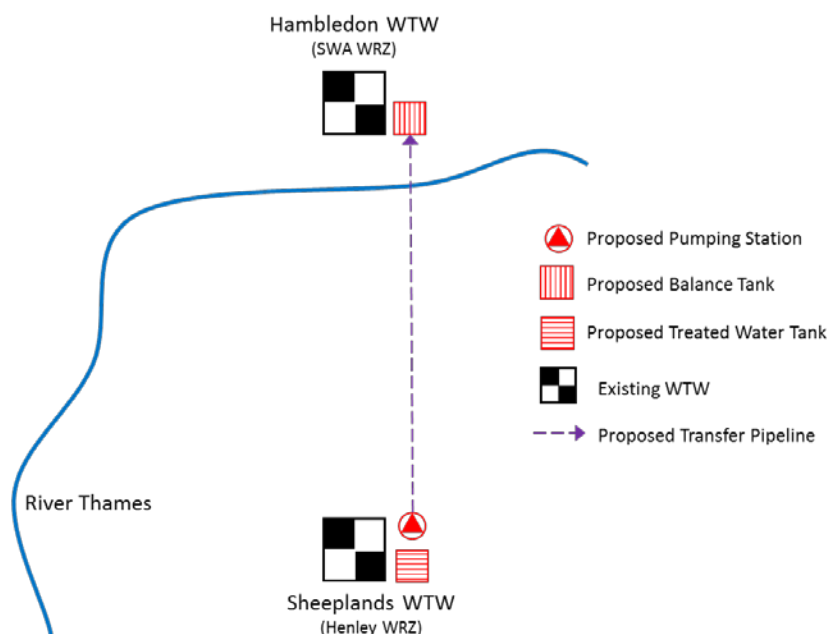 Hambledon WTW
(SWA WRZ)
Proposed Pumping Station
Proposed Balance Tank
Proposed Treated Water Tank
Existing WTW
Proposed Transfer Pipeline
River Thames
Sheeplands WTW
(Henley WRZ)